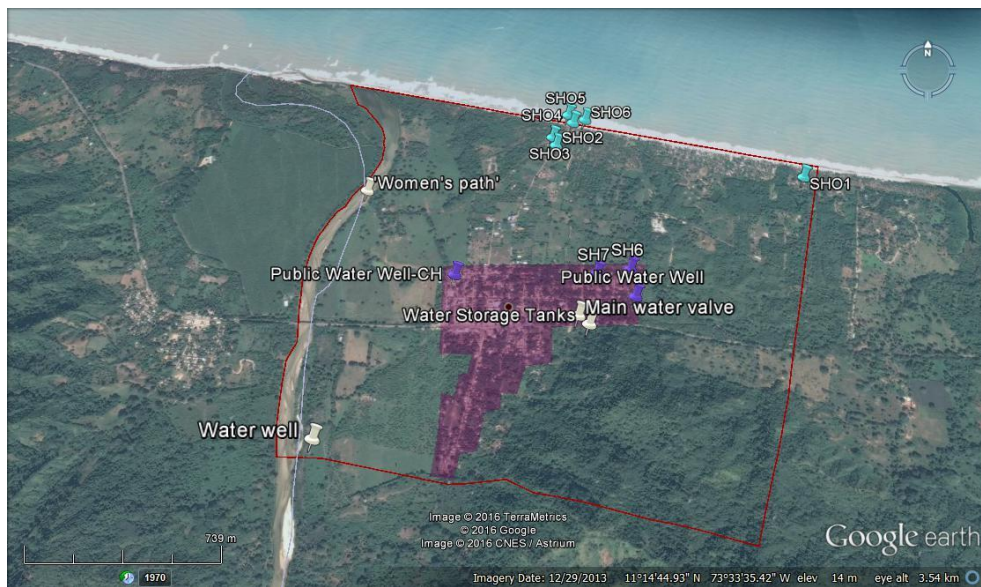 N
SHO5
SHO4
SHO6
SHO2
SHO3
SHO1
'Women's path'
SH7
SH6
Public Water Well-CH
Public Water Well
Water Storage Tanks
Main water valve
Water well
Image © 2016 TerraMetrics
© 2016 Google
Image © 2016 CNES / Astrium
Google earth
739 m
1970
Imagery Date: 12/29/2013 11°14'44.93" N 73°33'35.42" W elev 14 m eye alt 3.54 km